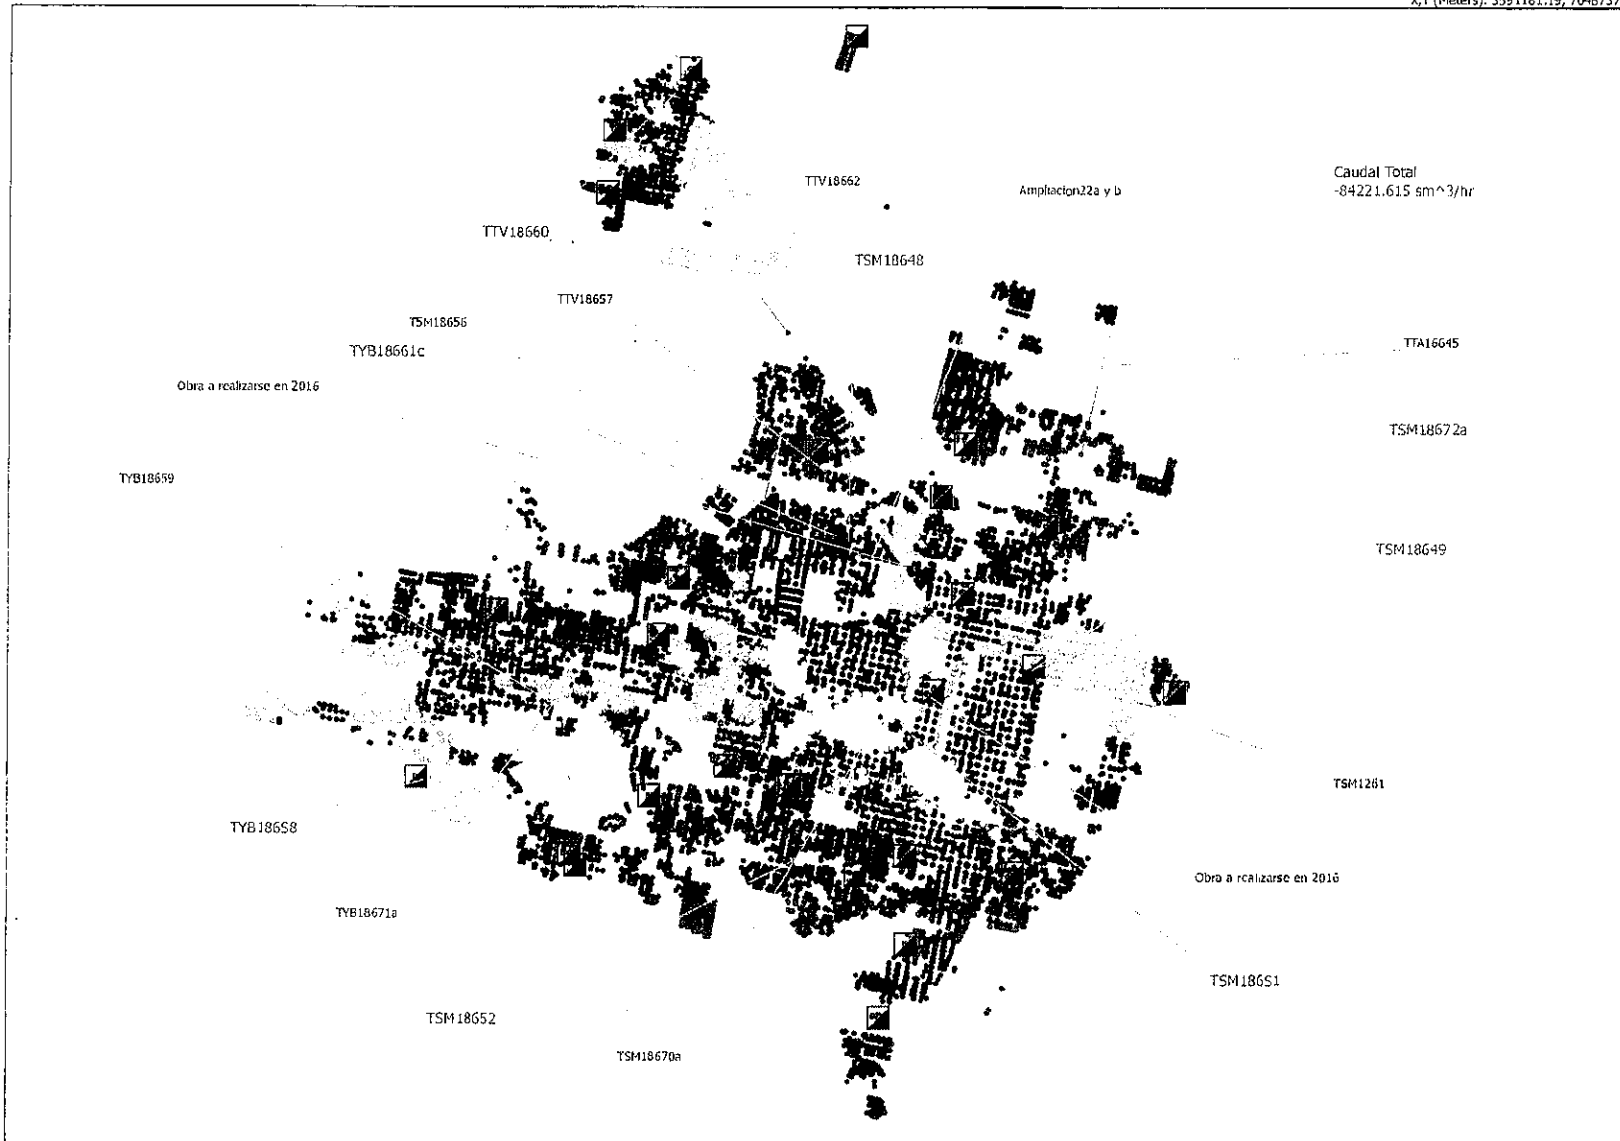 TTV18662
Ampliacion22a y b
Caudal Total
-84221.615 sm^3/hr
TTV18660
TSM18648
TTV18657
TSM18656
TTA16645
TYB18661c
Obra a realizarse en 2016
TSM18672a
TYB18659
TSM18649
TSM1261
TYB18658
Obra a realizarse en 2016
TYB18671a
TSM18651
TSM18652
TSM18670a